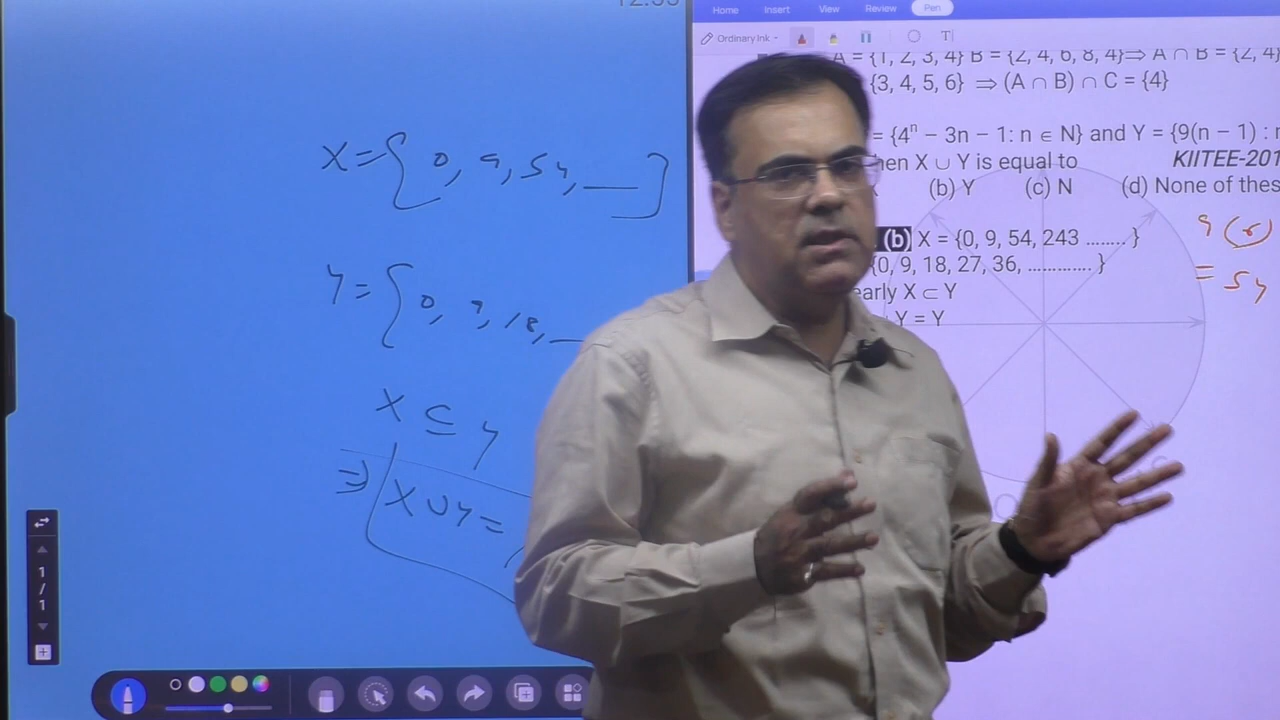 Home Insert View Review Pen
Ordinary Ink T
A = {1, 2, 3, 4} B = {2, 4, 6, 8, 4} ⇒ A ∩ B = {2, 4}
{3, 4, 5, 6} ⇒ (A ∩ B) ∩ C = {4}
= {4ⁿ − 3n − 1 : n ∈ N} and Y = {9(n − 1) :
hen X ∪ Y is equal to KIITEE-201
(b) Y (c) N (d) None of thes
(b) X = {0, 9, 54, 243 ........ }
{0, 9, 18, 27, 36, ............. }
early X ⊂ Y
Y = Y
9 (6)
= 54
X = { 0, 9, 54, __ }
Y = { 0, 9, 18, _
X ⊆ Y
⇒ X ∪ Y =
1 / 1